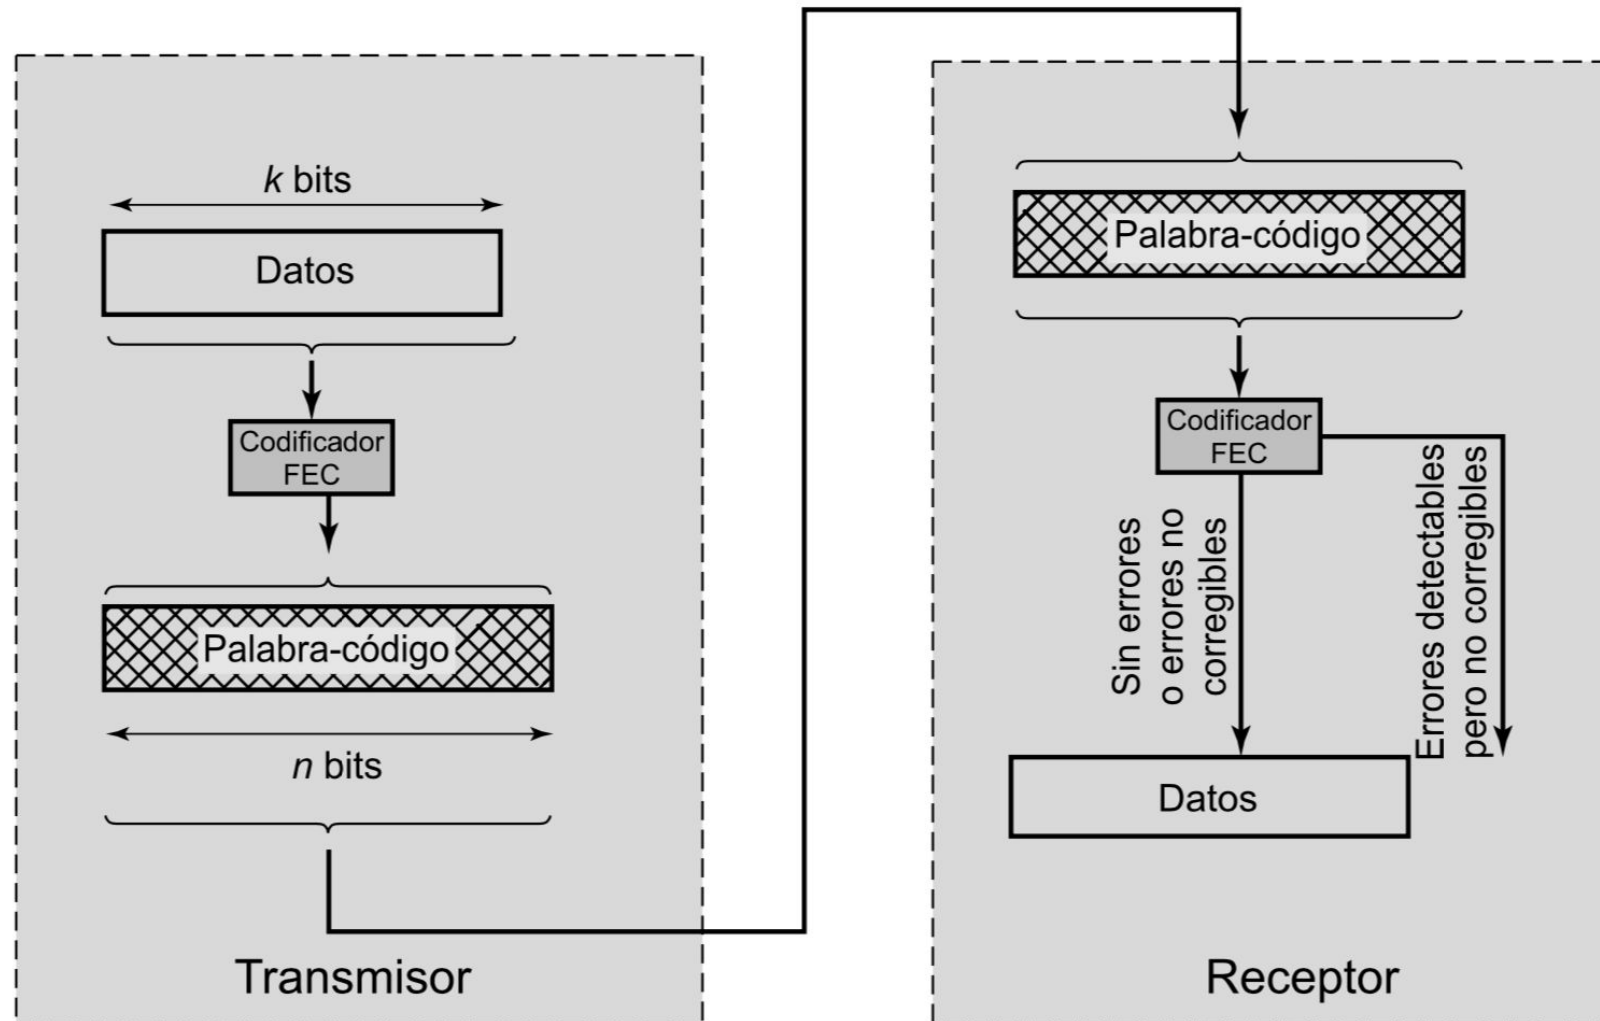 k bits
Datos
Codificador
FEC
Palabra-código
n bits
Transmisor
Palabra-código
Codificador
FEC
Sin errores
o errores no
corregibles
Errores detectables
pero no corregibles
Datos
Receptor